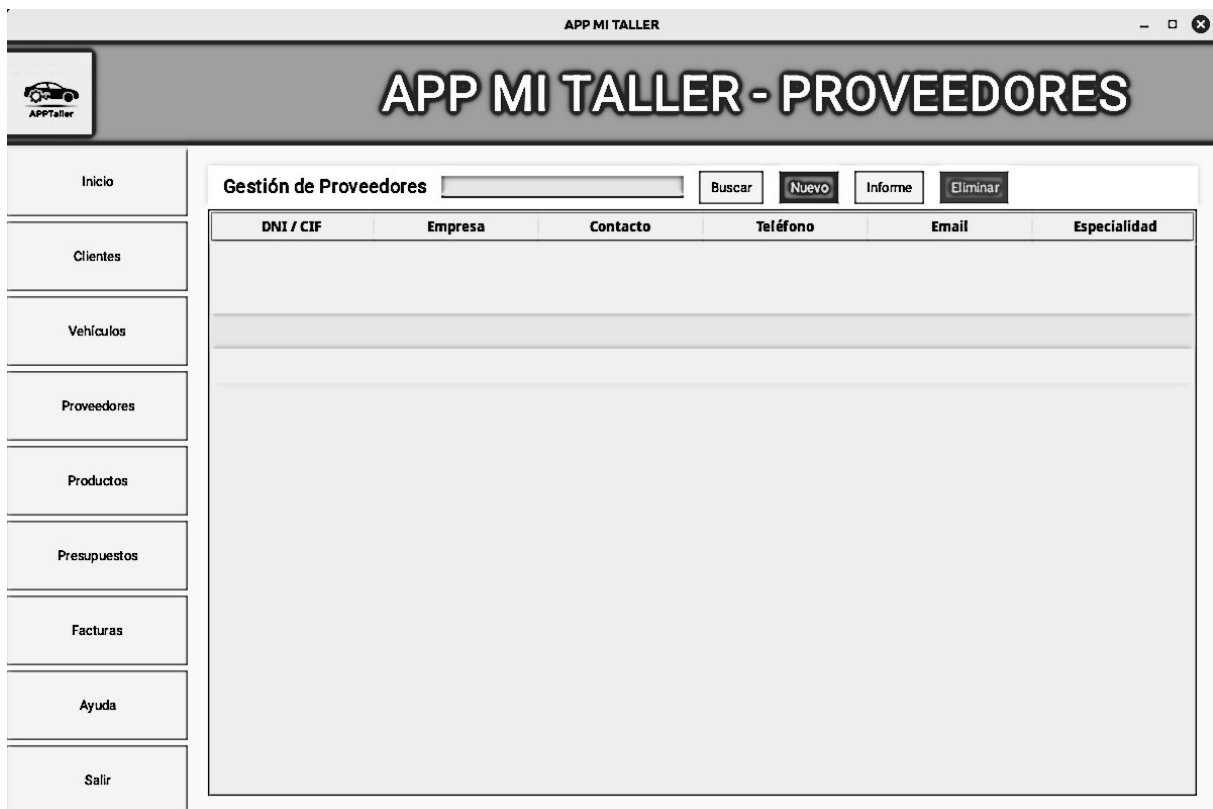 APP MI TALLER
APPTaller
APP MI TALLER - PROVEEDORES
Inicio
Clientes
Vehículos
Proveedores
Productos
Presupuestos
Facturas
Ayuda
Salir
Gestión de Proveedores Buscar Nuevo Informe Eliminar
DNI / CIF Empresa Contacto Teléfono Email Especialidad